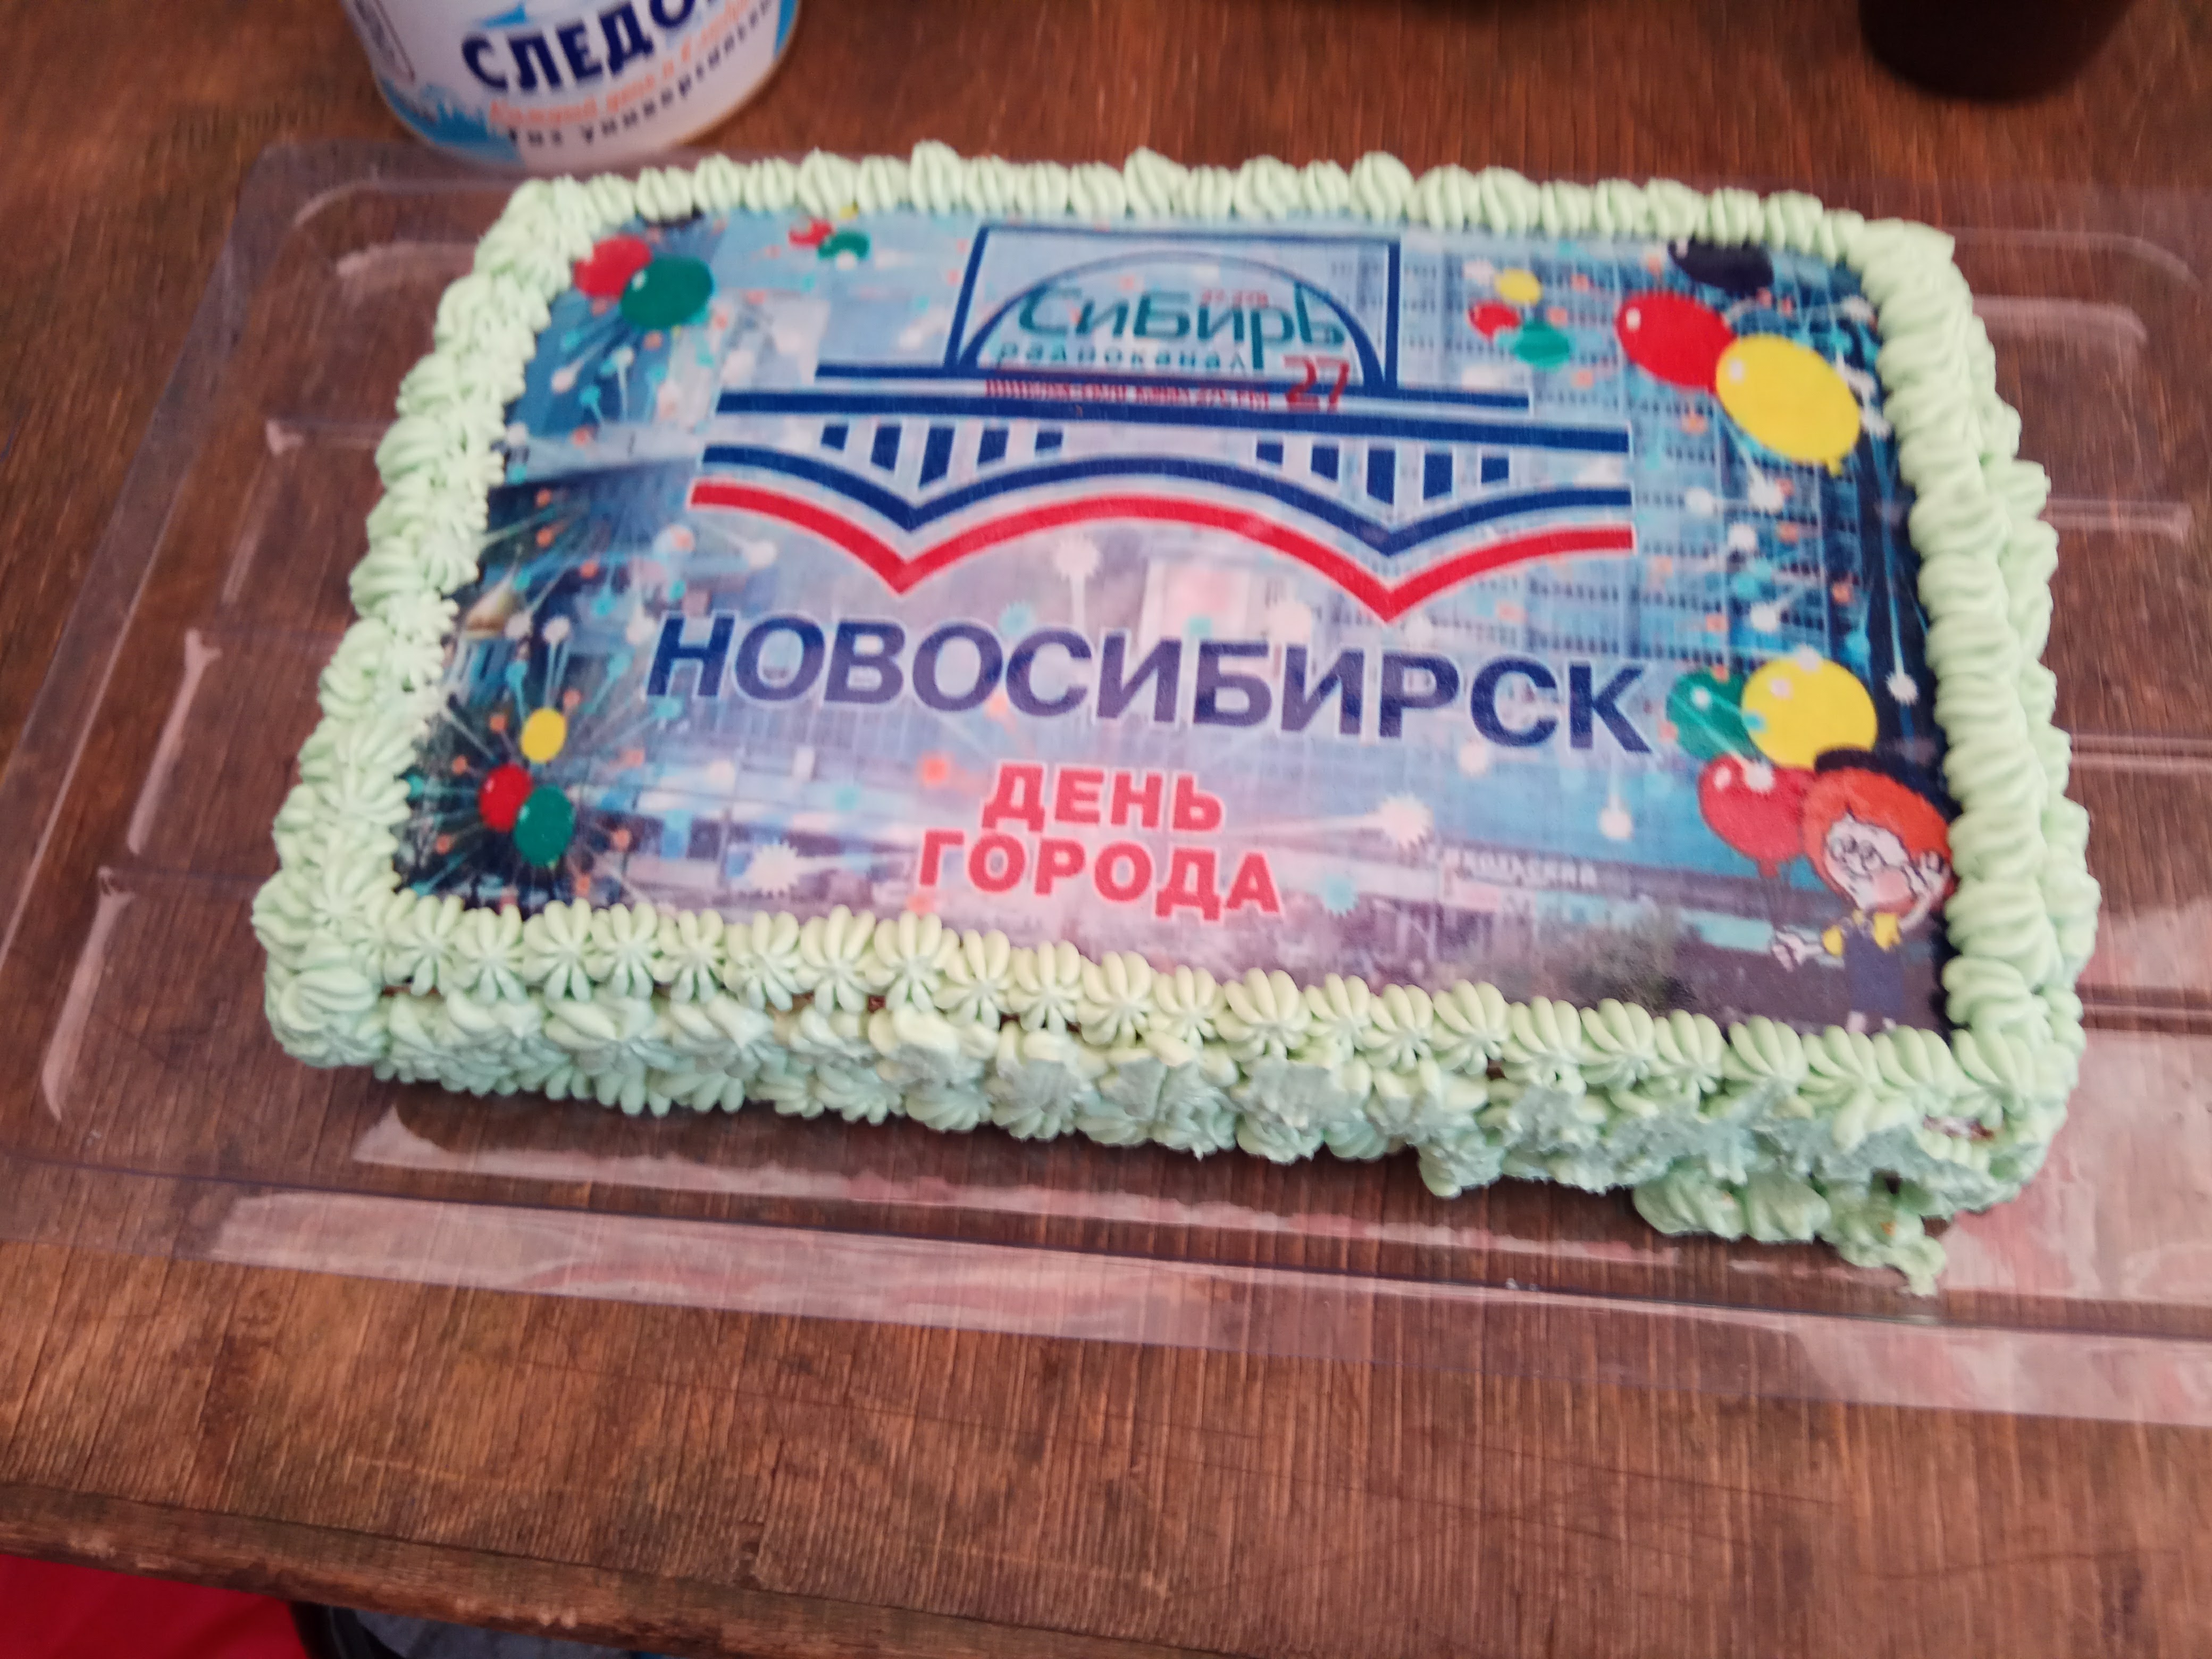 СЛЕДО
СИБИРЬ
радиоканал
27
НОВОСИБИРСК
ДЕНЬ
ГОРОДА